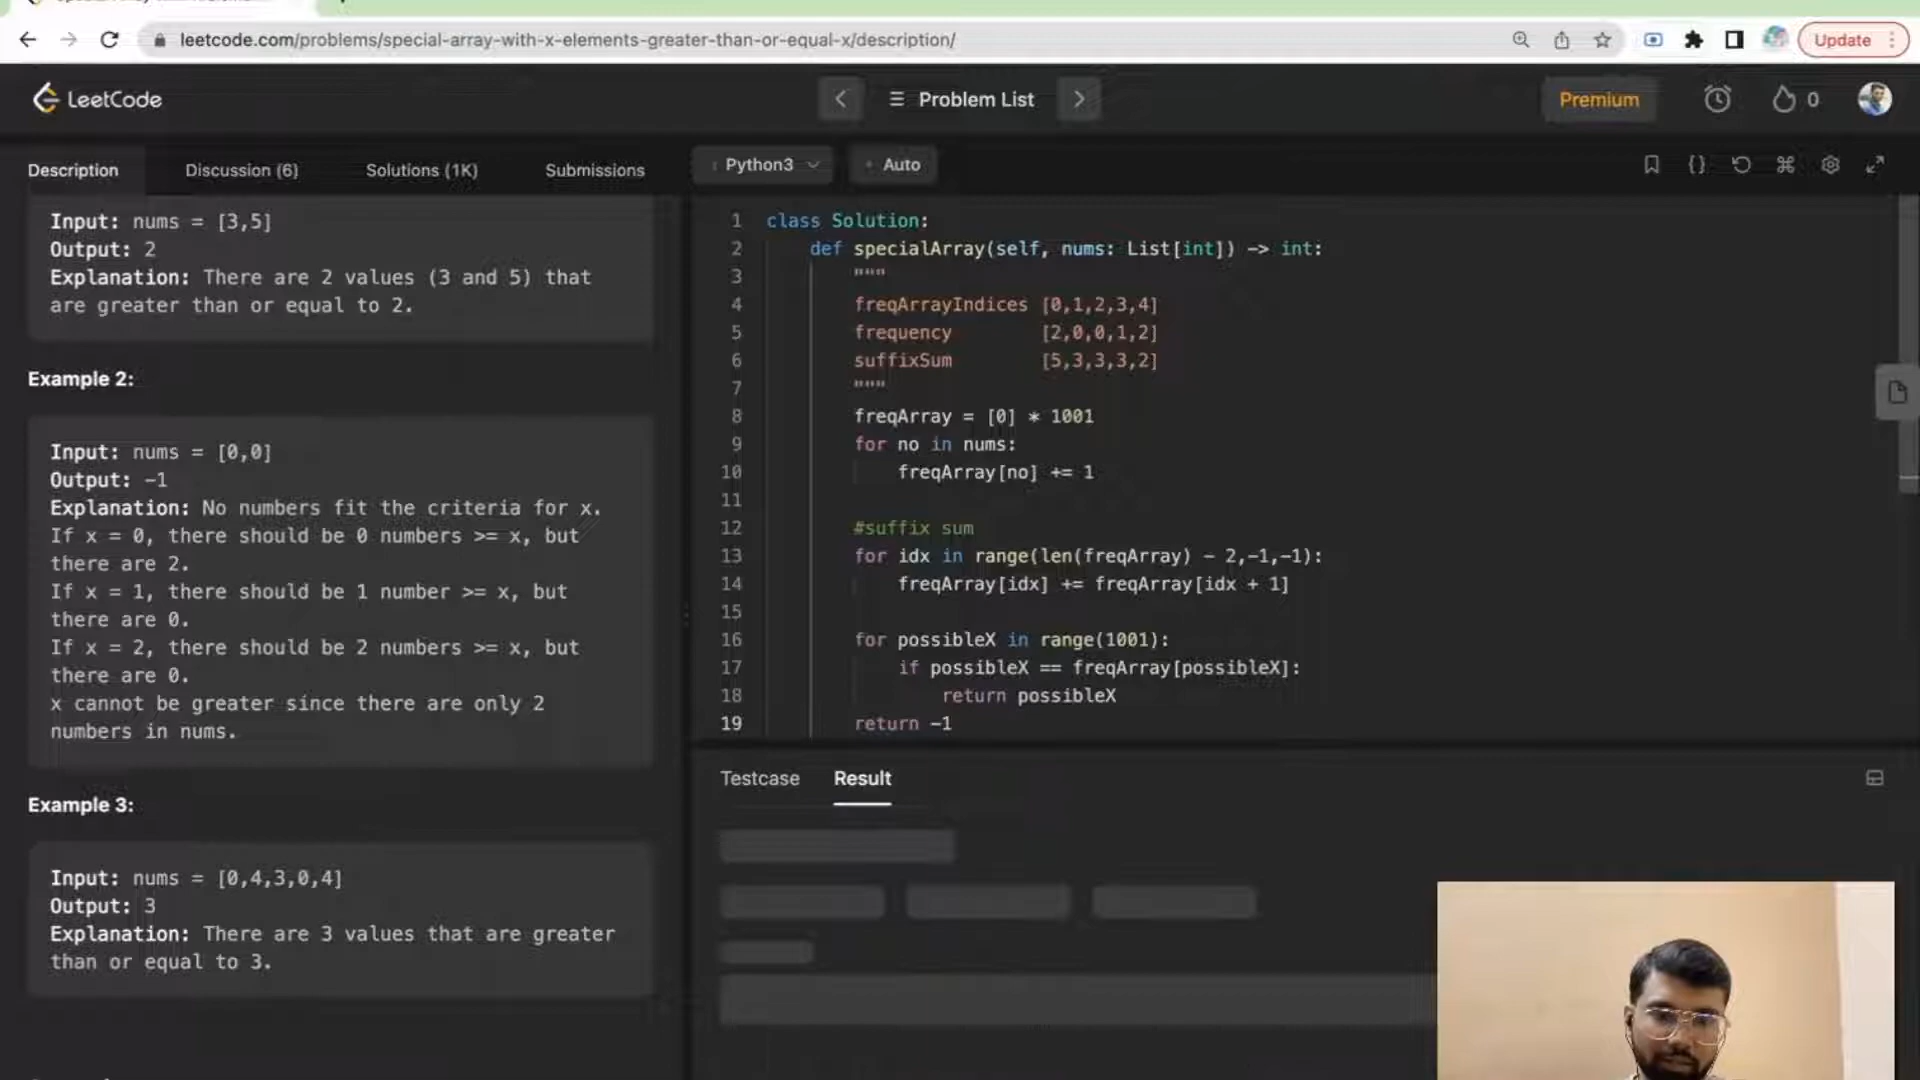 leetcode.com/problems/special-array-with-x-elements-greater-than-or-equal-x/description/
Update
LeetCode
Problem List
Premium
0
Description
Discussion (6)
Solutions (1K)
Submissions
Python3
Auto
Input: nums = [3,5]
Output: 2
Explanation: There are 2 values (3 and 5) that
are greater than or equal to 2.
Example 2:
Input: nums = [0,0]
Output: -1
Explanation: No numbers fit the criteria for x.
If x = 0, there should be 0 numbers >= x, but
there are 2.
If x = 1, there should be 1 number >= x, but
there are 0.
If x = 2, there should be 2 numbers >= x, but
there are 0.
x cannot be greater since there are only 2
numbers in nums.
Example 3:
Input: nums = [0,4,3,0,4]
Output: 3
Explanation: There are 3 values that are greater
than or equal to 3.
1 class Solution:
2 def specialArray(self, nums: List[int]) -> int:
3 """
4 freqArrayIndices [0,1,2,3,4]
5 frequency [2,0,0,1,2]
6 suffixSum [5,3,3,3,2]
7 """
8 freqArray = [0] * 1001
9 for no in nums:
10 freqArray[no] += 1
11
12 #suffix sum
13 for idx in range(len(freqArray) - 2,-1,-1):
14 freqArray[idx] += freqArray[idx + 1]
15
16 for possibleX in range(1001):
17 if possibleX == freqArray[possibleX]:
18 return possibleX
19 return -1
Testcase
Result